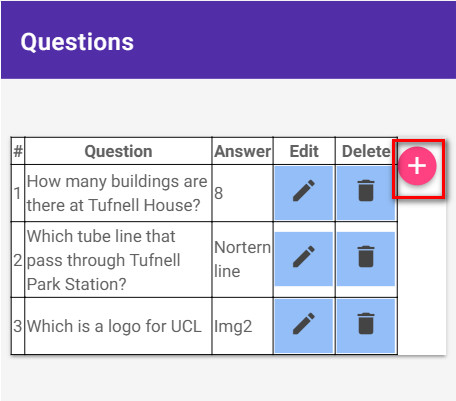 Questions
# Question Answer Edit Delete
1 How many buildings are there at Tufnell House? 8
2 Which tube line that pass through Tufnell Park Station? Nortern line
3 Which is a logo for UCL Img2